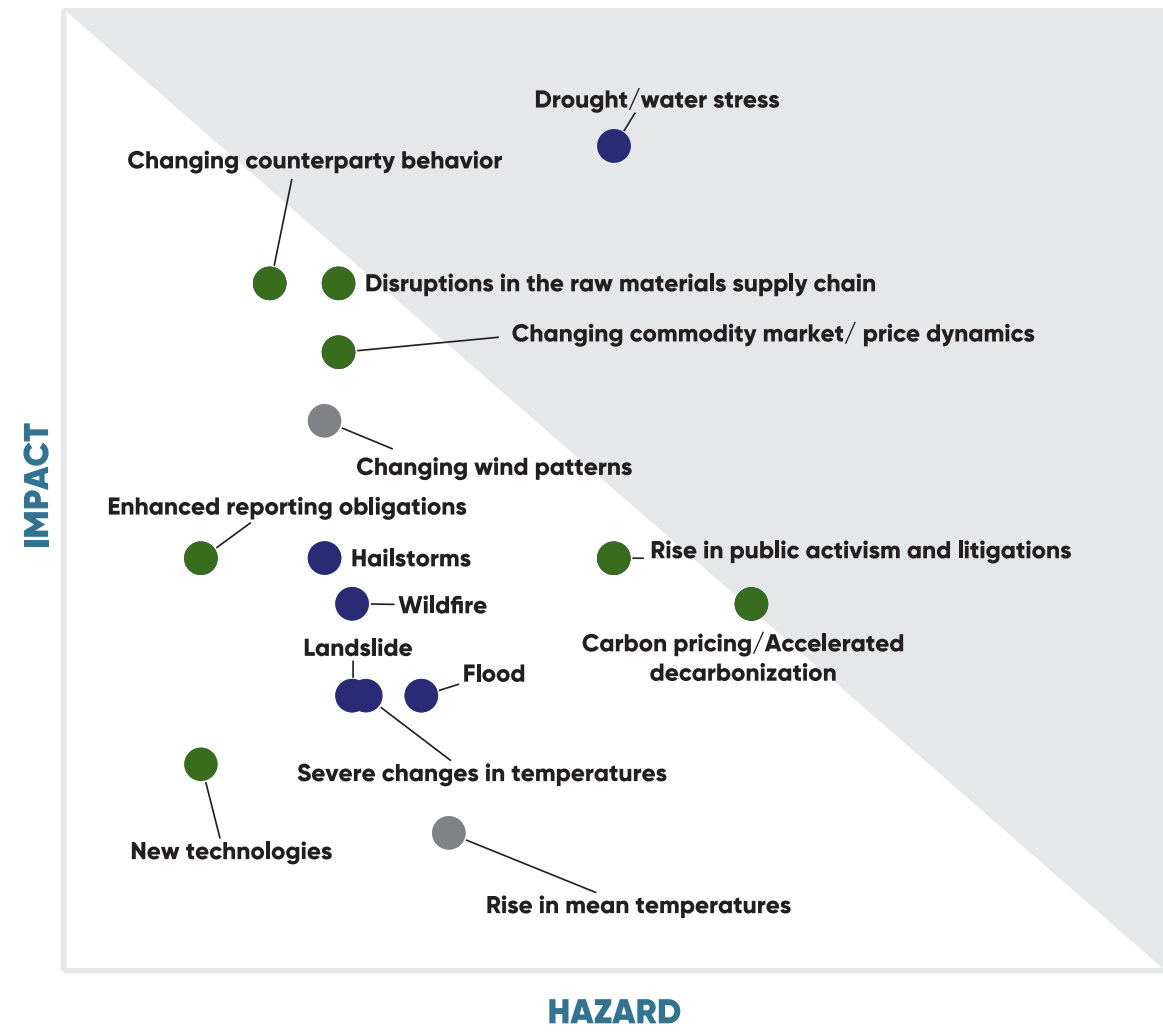 Drought/water stress
Changing counterparty behavior
Disruptions in the raw materials supply chain
Changing commodity market/ price dynamics
IMPACT
Changing wind patterns
Enhanced reporting obligations
Hailstorms
Rise in public activism and litigations
Wildfire
Carbon pricing/Accelerated
decarbonization
Landslide
Flood
Severe changes in temperatures
New technologies
Rise in mean temperatures
HAZARD